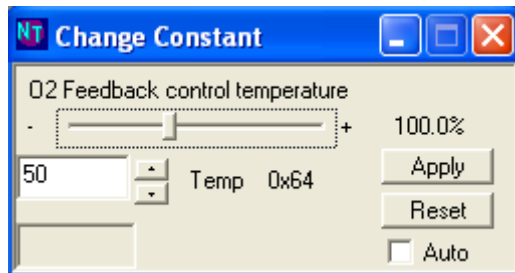 NT Change Constant
O2 Feedback control temperature
- + 100.0%
50 Temp 0x64 Apply
Reset
Auto